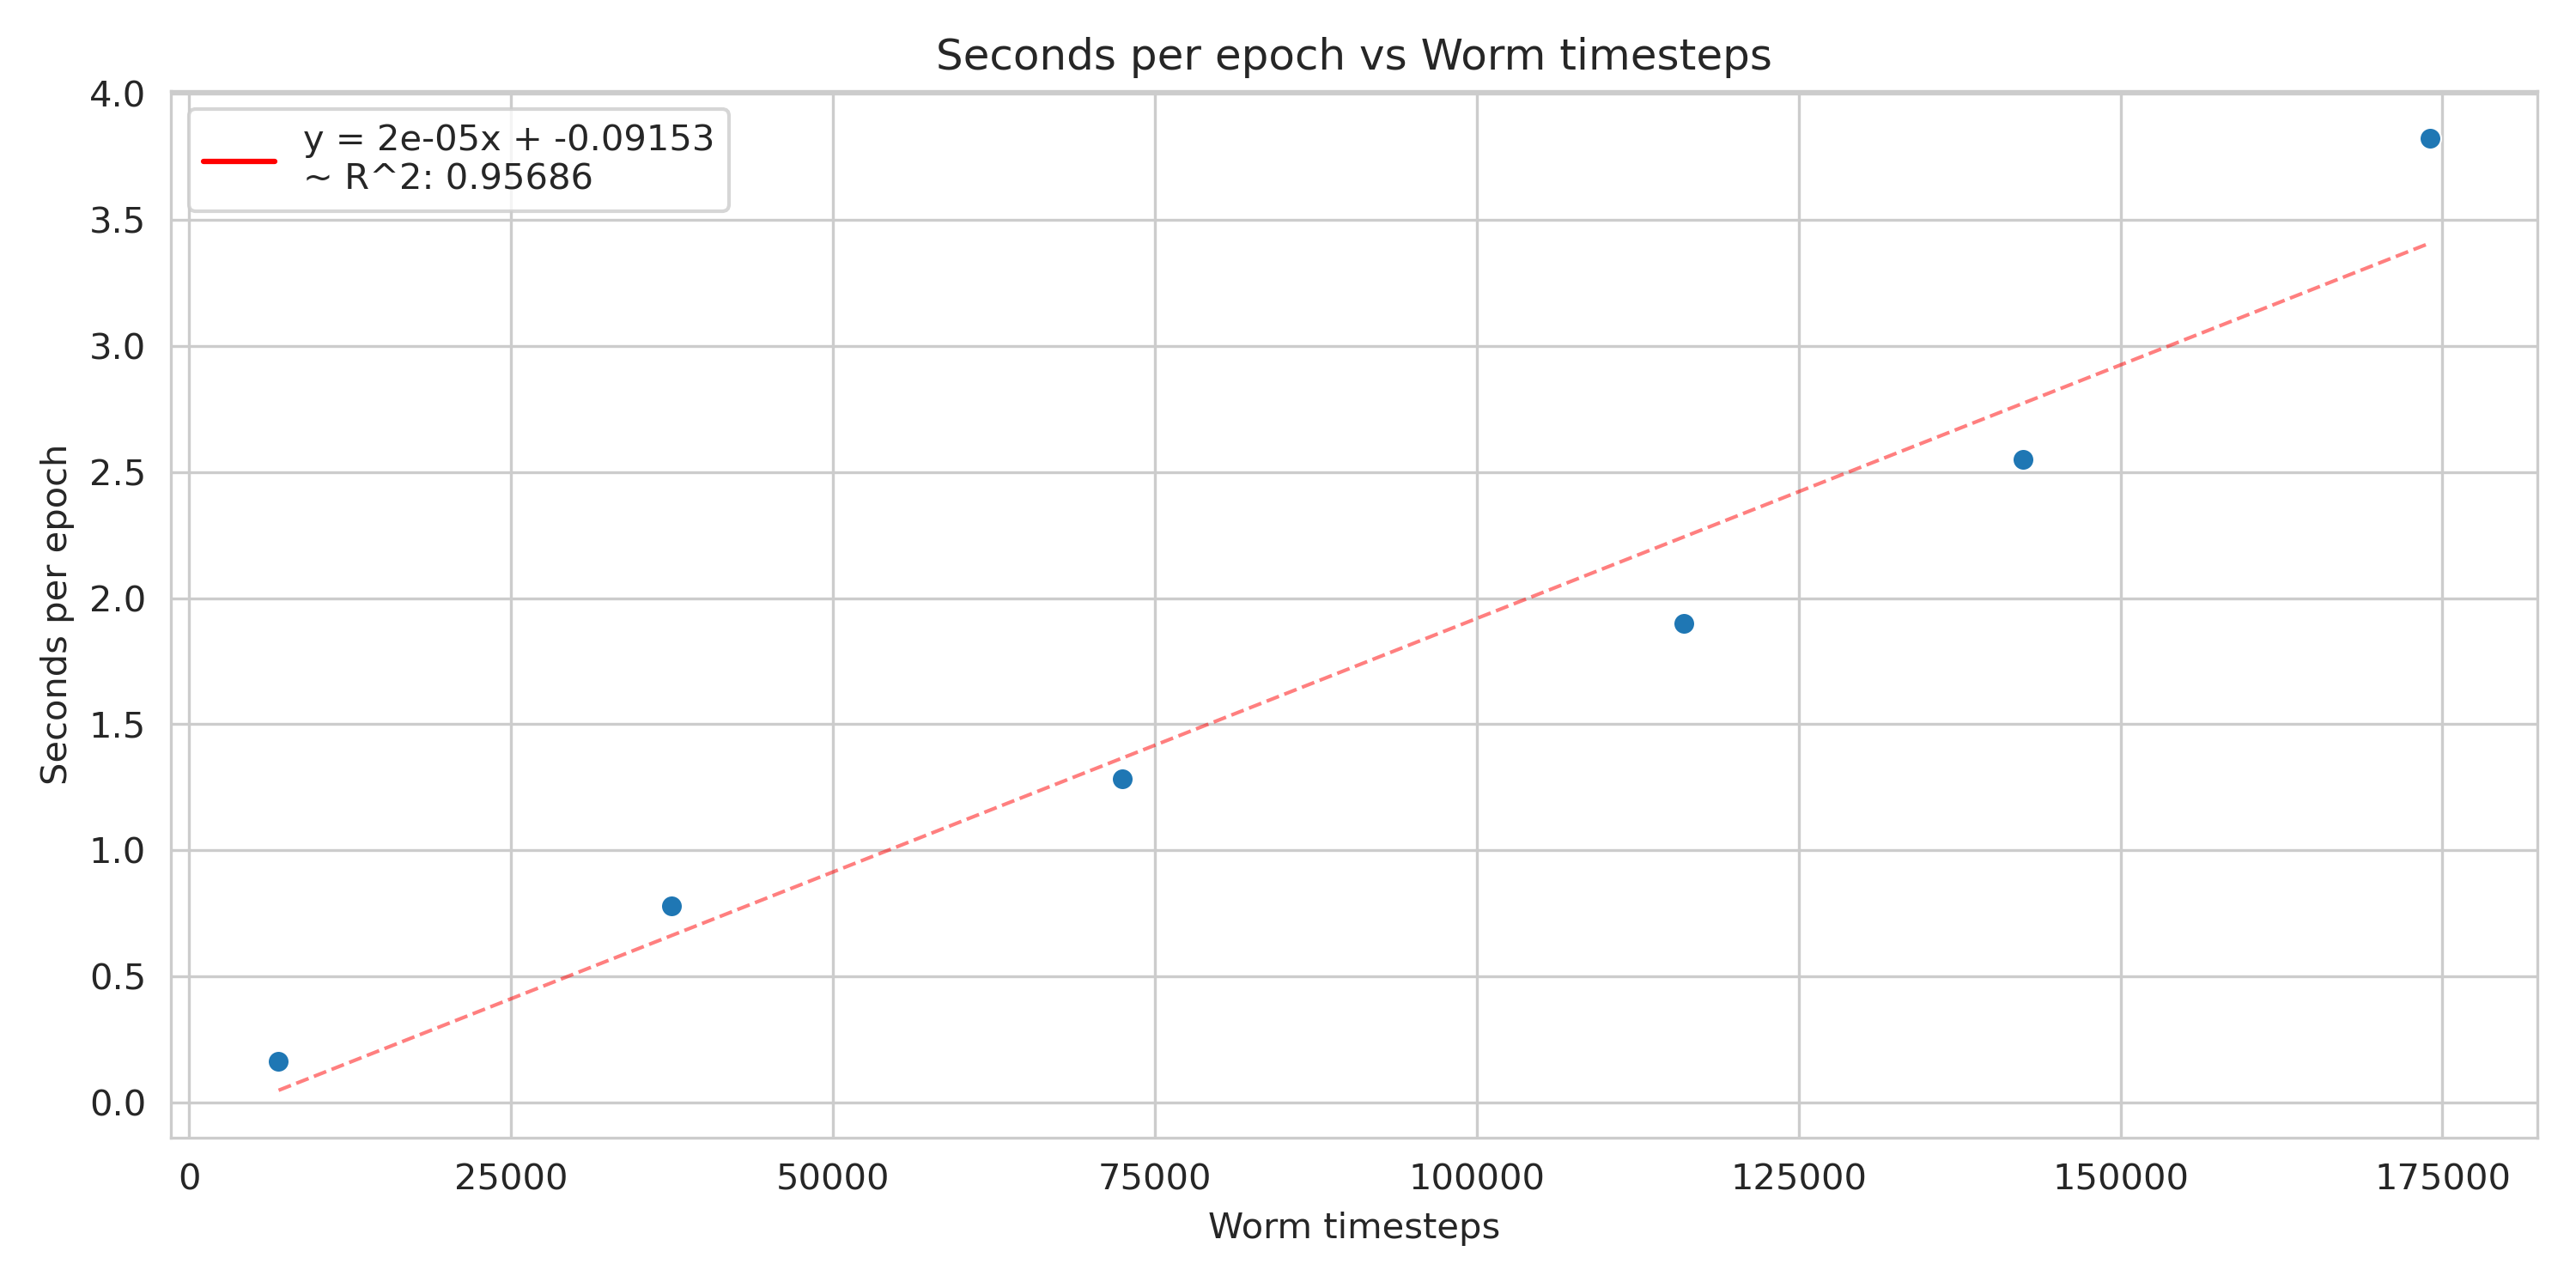 Seconds per epoch vs Worm timesteps
y = 2e-05x + -0.09153
~ R^2: 0.95686
Seconds per epoch
4.0
3.5
3.0
2.5
2.0
1.5
1.0
0.5
0.0
0 25000 50000 75000 100000 125000 150000 175000
Worm timesteps